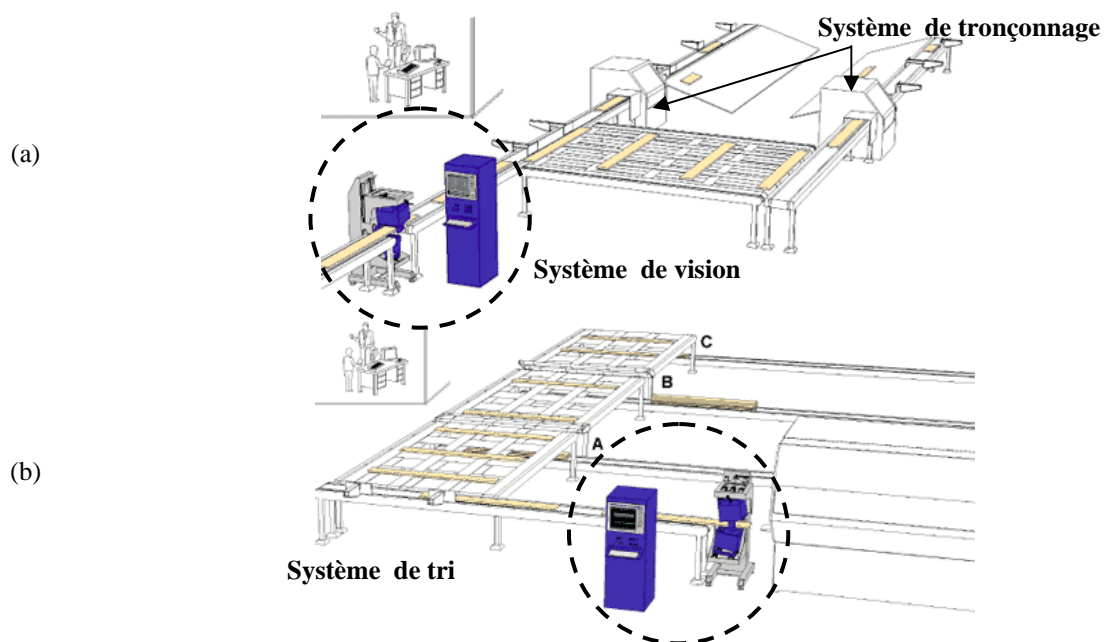 Système de tronçonnage
(a)
Système de vision
C
B
A
(b)
Système de tri